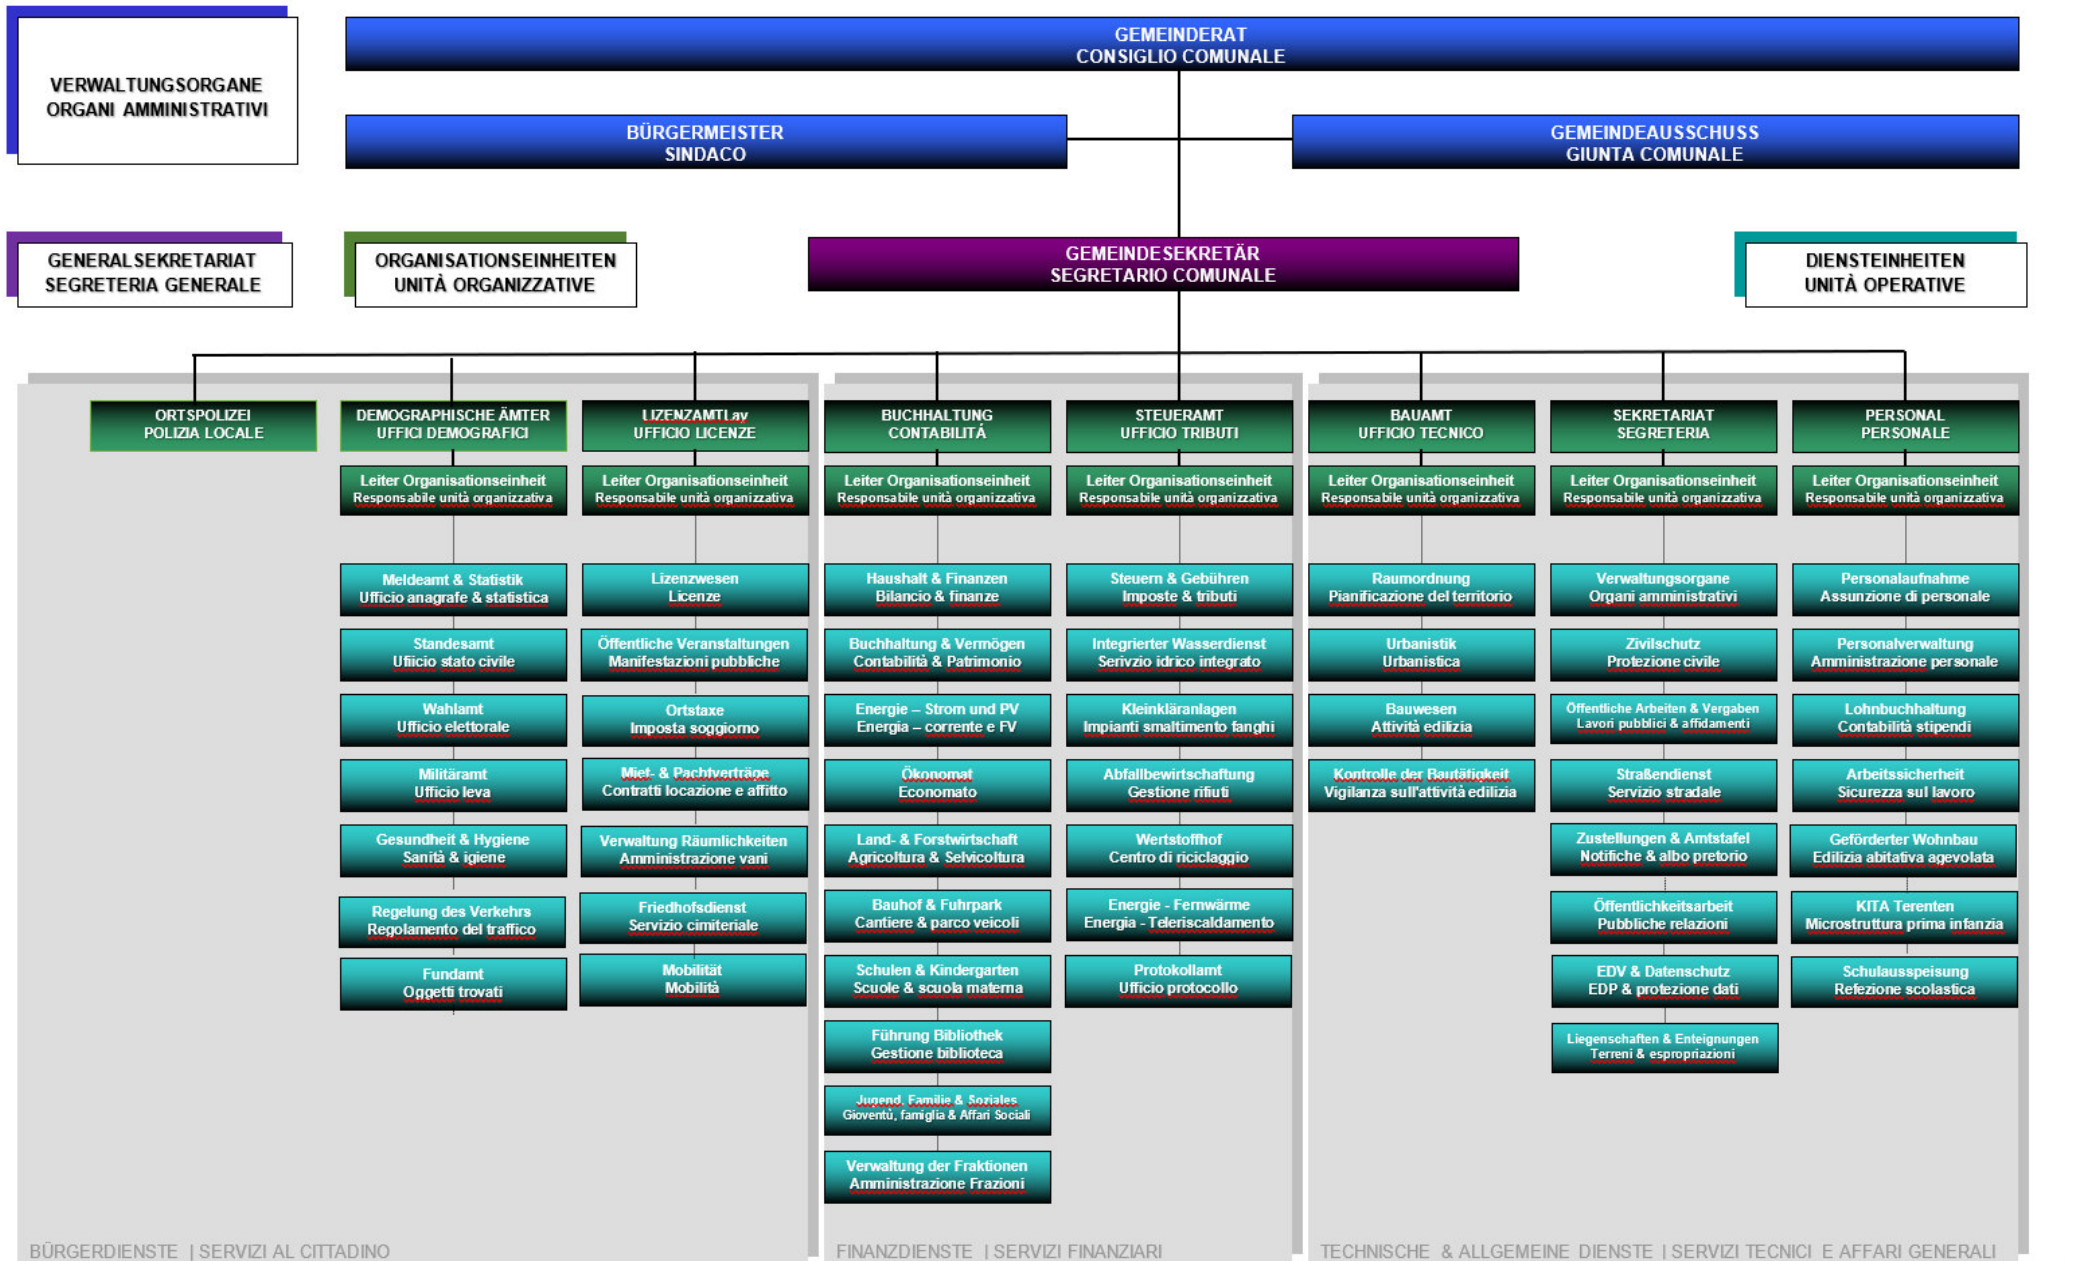 VERWALTUNGSORGANE
ORGANI AMMINISTRATIVI
GEMEINDERAT
CONSIGLIO COMUNALE
BÜRGERMEISTER
SINDACO
GEMEINDEAUSSCHUSS
GIUNTA COMUNALE
GENERALSEKRETARIAT
SEGRETERIA GENERALE
ORGANISATIONSEINHEITEN
UNITÀ ORGANIZZATIVE
GEMEINDESEKRETÄR
SEGRETARIO COMUNALE
DIENSTEINHEITEN
UNITÀ OPERATIVE
ORTSPOLIZEI
POLIZIA LOCALE
DEMOGRAPHISCHE ÄMTER
UFFICI DEMOGRAFICI
Leiter Organisationseinheit
Responsabile unità organizzativa
Meldeamt & Statistik
Ufficio anagrafe & statistica
Standesamt
Ufiicio stato civile
Wahlamt
Ufficio elettorale
Militäramt
Ufficio leva
Gesundheit & Hygiene
Sanità & igiene
Regelung des Verkehrs
Regolamento del traffico
Fundamt
Oggetti trovati
LIZENZAMTLav
UFFICIO LICENZE
Leiter Organisationseinheit
Responsabile unità organizzativa
Lizenzwesen
Licenze
Öffentliche Veranstaltungen
Manifestazioni pubbliche
Ortstaxe
Imposta soggiorno
Miet- & Pachtverträge
Contratti locazione e affitto
Verwaltung Räumlichkeiten
Amministrazione vani
Friedhofsdienst
Servizio cimiteriale
Mobilität
Mobilità
BÜRGERDIENSTE | SERVIZI AL CITTADINO
BUCHHALTUNG
CONTABILITÁ
Leiter Organisationseinheit
Responsabile unità organizzativa
Haushalt & Finanzen
Bilancio & finanze
Buchhaltung & Vermögen
Contabilità & Patrimonio
Energie – Strom und PV
Energia – corrente e FV
Ökonomat
Economato
Land- & Forstwirtschaft
Agricoltura & Selvicoltura
Bauhof & Fuhrpark
Cantiere & parco veicoli
Schulen & Kindergarten
Scuole & scuola materna
Führung Bibliothek
Gestione biblioteca
Jugend, Familie & Soziales
Gioventù, famiglia & Affari Sociali
Verwaltung der Fraktionen
Amministrazione Frazioni
STEUERAMT
UFFICIO TRIBUTI
Leiter Organisationseinheit
Responsabile unità organizzativa
Steuern & Gebühren
Imposte & tributi
Integrierter Wasserdienst
Serivzio idrico integrato
Kleinkläranlagen
Impianti smaltimento fanghi
Abfallbewirtschaftung
Gestione rifiuti
Wertstoffhof
Centro di riciclaggio
Energie - Fernwärme
Energia - Teleriscaldamento
Protokollamt
Ufficio protocollo
FINANZDIENSTE | SERVIZI FINANZIARI
BAUAMT
UFFICIO TECNICO
Leiter Organisationseinheit
Responsabile unità organizzativa
Raumordnung
Pianificazione del territorio
Urbanistik
Urbanistica
Bauwesen
Attività edilizia
Kontrolle der Bautätigkeit
Vigilanza sull'attività edilizia
SEKRETARIAT
SEGRETERIA
Leiter Organisationseinheit
Responsabile unità organizzativa
Verwaltungsorgane
Organi amministrativi
Zivilschutz
Protezione civile
Öffentliche Arbeiten & Vergaben
Lavori pubblici & affidamenti
Straßendienst
Servizio stradale
Zustellungen & Amtstafel
Notifiche & albo pretorio
Öffentlichkeitsarbeit
Pubbliche relazioni
EDV & Datenschutz
EDP & protezione dati
Liegenschaften & Enteignungen
Terreni & espropriazioni
PERSONAL
PERSONALE
Leiter Organisationseinheit
Responsabile unità organizzativa
Personalaufnahme
Assunzione di personale
Personalverwaltung
Amministrazione personale
Lohnbuchhaltung
Contabilità stipendi
Arbeitssicherheit
Sicurezza sul lavoro
Geförderter Wohnbau
Edilizia abitativa agevolata
KITA Terenten
Microstruttura prima infanzia
Schulausspeisung
Refezione scolastica
TECHNISCHE & ALLGEMEINE DIENSTE | SERVIZI TECNICI E AFFARI GENERALI